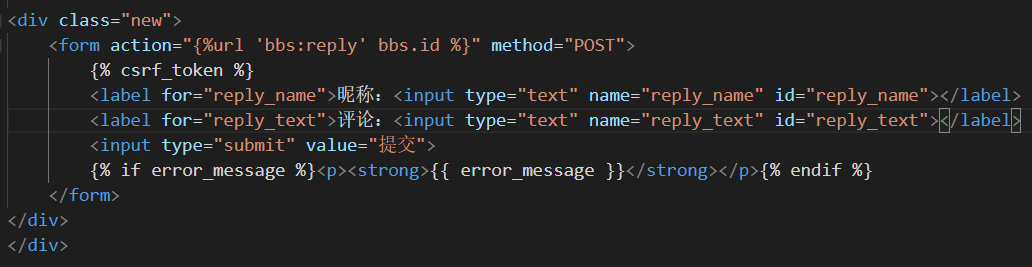 <div class="new">
<form action="{%url 'bbs:reply' bbs.id %}" method="POST">
{% csrf_token %}
<label for="reply_name">昵称：<input type="text" name="reply_name" id="reply_name"></label>
<label for="reply_text">评论：<input type="text" name="reply_text" id="reply_text"></label>
<input type="submit" value="提交">
{% if error_message %}<p><strong>{{ error_message }}</strong></p>{% endif %}
</form>
</div>
</div>